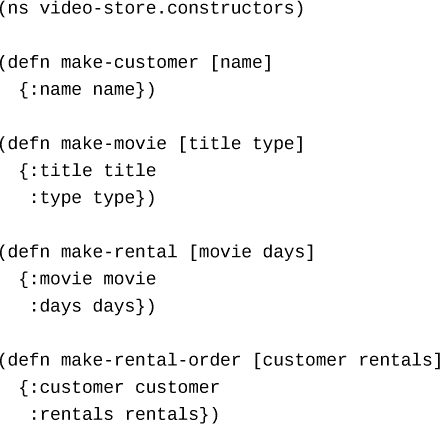 (ns video-store.constructors)

(defn make-customer [name]
  {:name name})

(defn make-movie [title type]
  {:title title
   :type type})

(defn make-rental [movie days]
  {:movie movie
   :days days})

(defn make-rental-order [customer rentals]
  {:customer customer
   :rentals rentals})